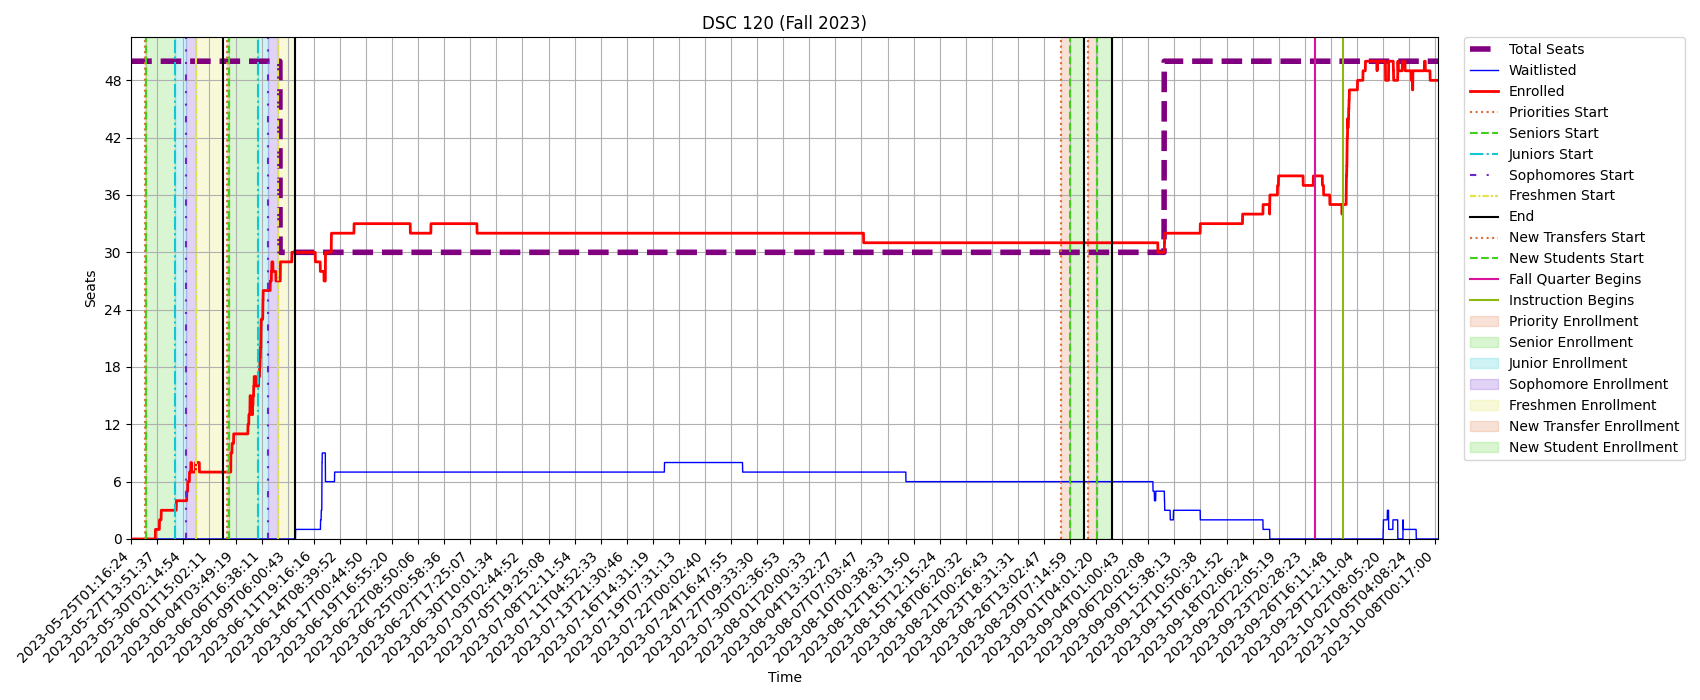 DSC 120 (Fall 2023)
Seats
48
42
36
30
24
18
12
6
0
2023-05-25T01:16:24
2023-05-27T13:51:37
2023-05-30T02:14:54
2023-06-01T15:02:11
2023-06-04T03:49:19
2023-06-06T16:38:11
2023-06-09T06:00:43
2023-06-11T19:16:16
2023-06-14T08:39:52
2023-06-17T00:44:50
2023-06-19T16:55:20
2023-06-22T08:50:06
2023-06-25T00:58:36
2023-06-27T17:25:07
2023-06-30T10:01:34
2023-07-03T02:44:52
2023-07-05T19:25:08
2023-07-08T12:11:54
2023-07-11T04:52:33
2023-07-13T21:30:46
2023-07-16T14:31:19
2023-07-19T07:31:13
2023-07-22T00:02:40
2023-07-24T16:47:55
2023-07-27T09:33:30
2023-07-30T02:36:53
2023-08-01T20:00:33
2023-08-04T13:32:27
2023-08-07T07:03:47
2023-08-10T00:38:33
2023-08-12T18:13:50
2023-08-15T12:15:24
2023-08-18T06:20:32
2023-08-21T00:26:43
2023-08-23T18:31:31
2023-08-26T13:02:47
2023-08-29T07:14:59
2023-09-01T04:01:20
2023-09-04T01:00:43
2023-09-06T20:02:08
2023-09-09T15:38:13
2023-09-12T10:50:38
2023-09-15T06:21:52
2023-09-18T02:06:24
2023-09-20T22:05:19
2023-09-23T20:28:23
2023-09-26T16:11:48
2023-09-29T12:11:04
2023-10-02T08:05:20
2023-10-05T04:08:24
2023-10-08T00:17:00
Time
Total Seats
Waitlisted
Enrolled
Priorities Start
Seniors Start
Juniors Start
Sophomores Start
Freshmen Start
End
New Transfers Start
New Students Start
Fall Quarter Begins
Instruction Begins
Priority Enrollment
Senior Enrollment
Junior Enrollment
Sophomore Enrollment
Freshmen Enrollment
New Transfer Enrollment
New Student Enrollment